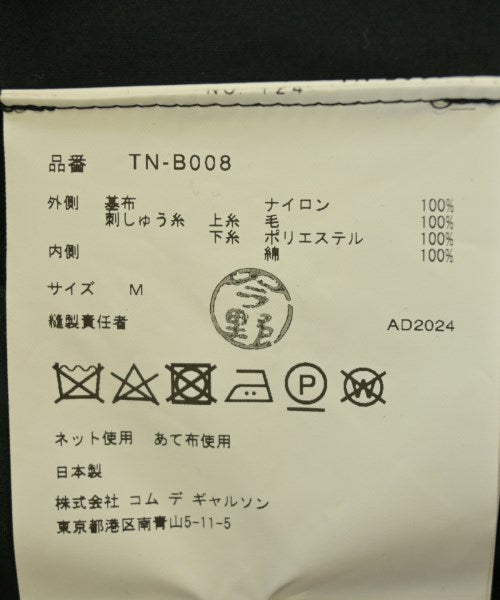 品番 TN-B008
外側 基布 ナイロン 100%
刺しゅう糸 上糸 毛 100%
下糸 ポリエステル 100%
内側 綿 100%
サイズ M
縫製責任者 今野 AD2024
P W
ネット使用 あて布使用
日本製
株式会社 コム デ ギャルソン
東京都港区南青山5-11-5